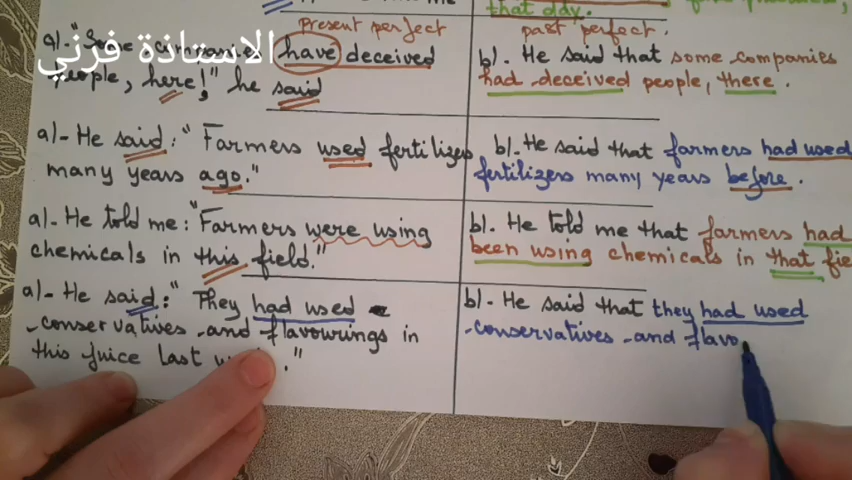 that day.
present perfect
past perfect.
a)- "Some companies have deceived
people, here!" he said
b)- He said that some companies
had deceived people, there.
الاستاذة فرني
a)- He said: "Farmers used fertilizers
many years ago."
b)- He said that farmers had used
fertilizers many years before.
a)- He told me: "Farmers were using
chemicals in this field."
b)- He told me that farmers had
been using chemicals in that fie
a)- He said: "They had used
conservatives and flavourings in
this juice last
b)- He said that they had used
conservatives and flavo